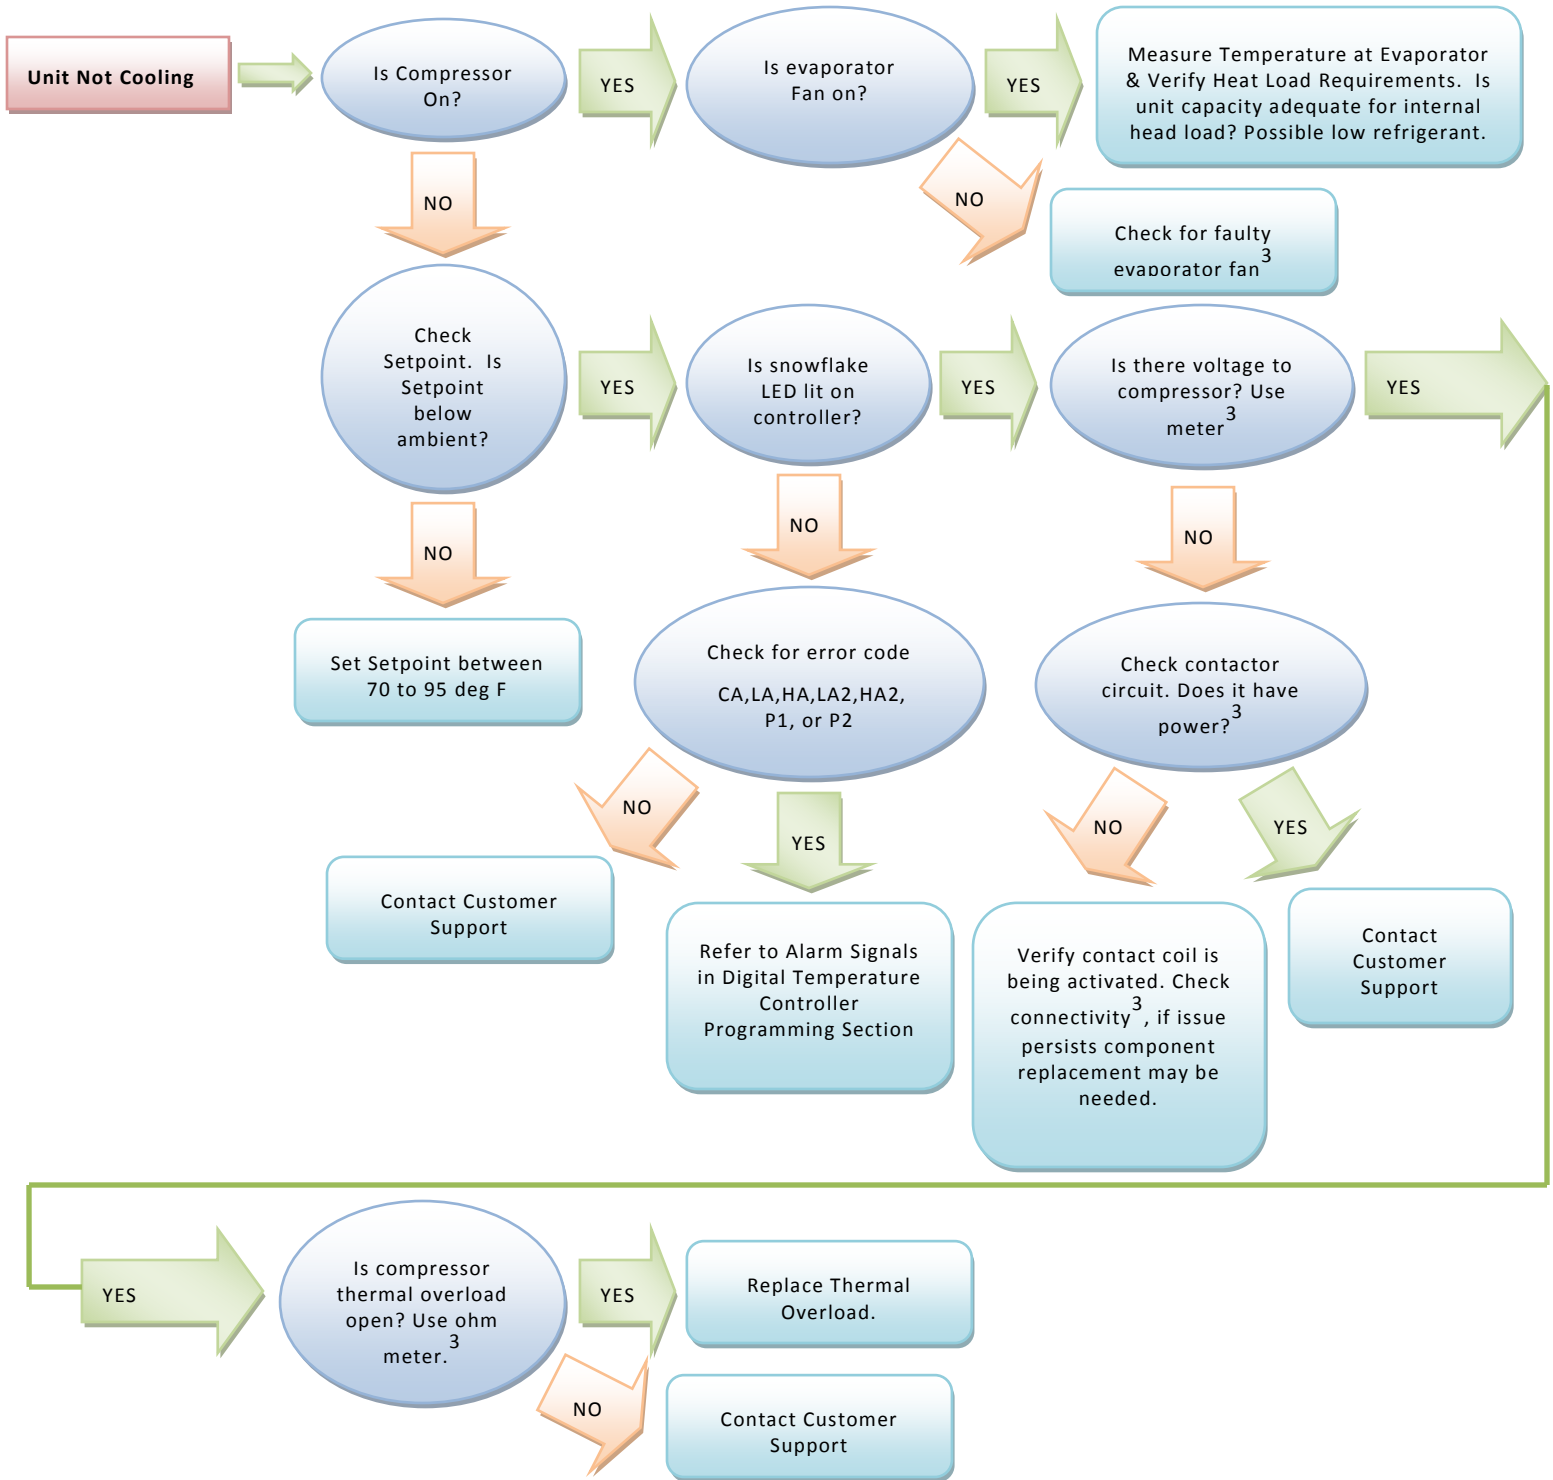 Unit Not Cooling
Is Compressor
On?
YES
Is evaporator
Fan on?
YES
Measure Temperature at Evaporator
& Verify Heat Load Requirements. Is
unit capacity adequate for internal
head load? Possible low refrigerant.
NO
NO
Check for faulty
evaporator fan3
Check
Setpoint. Is
Setpoint
below
ambient?
YES
Is snowflake
LED lit on
controller?
YES
Is there voltage to
compressor? Use
meter3
YES
NO
NO
NO
Set Setpoint between
70 to 95 deg F
Check for error code
CA,LA,HA,LA2,HA2,
P1, or P2
Check contactor
circuit. Does it have
power?3
NO
YES
NO
YES
Contact Customer
Support
Refer to Alarm Signals
in Digital Temperature
Controller
Programming Section
Verify contact coil is
being activated. Check
connectivity3, if issue
persists component
replacement may be
needed.
Contact
Customer
Support
YES
Is compressor
thermal overload
open? Use ohm
meter.3
YES
Replace Thermal
Overload.
NO
Contact Customer
Support